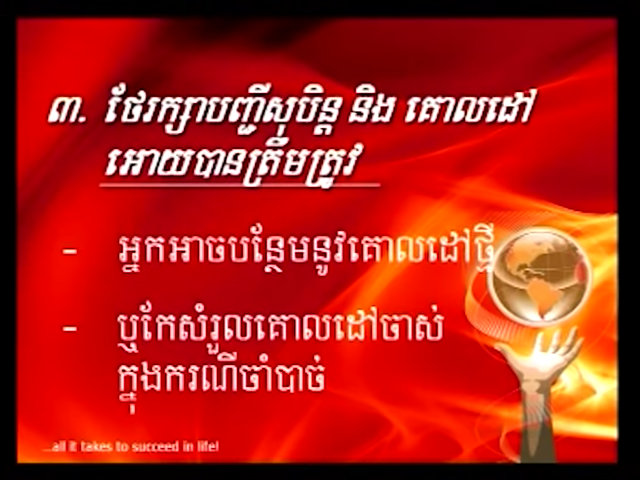 ៣. ថែរក្សាបញ្ជីសុបិន្ត និង គោលដៅ
អោយបានត្រឹមត្រូវ
- អ្នកអាចបន្ថែមនូវគោលដៅថ្មី
- ឬកែសំរួលគោលដៅចាស់
ក្នុងករណីចាំបាច់
...all it takes to succeed in life!